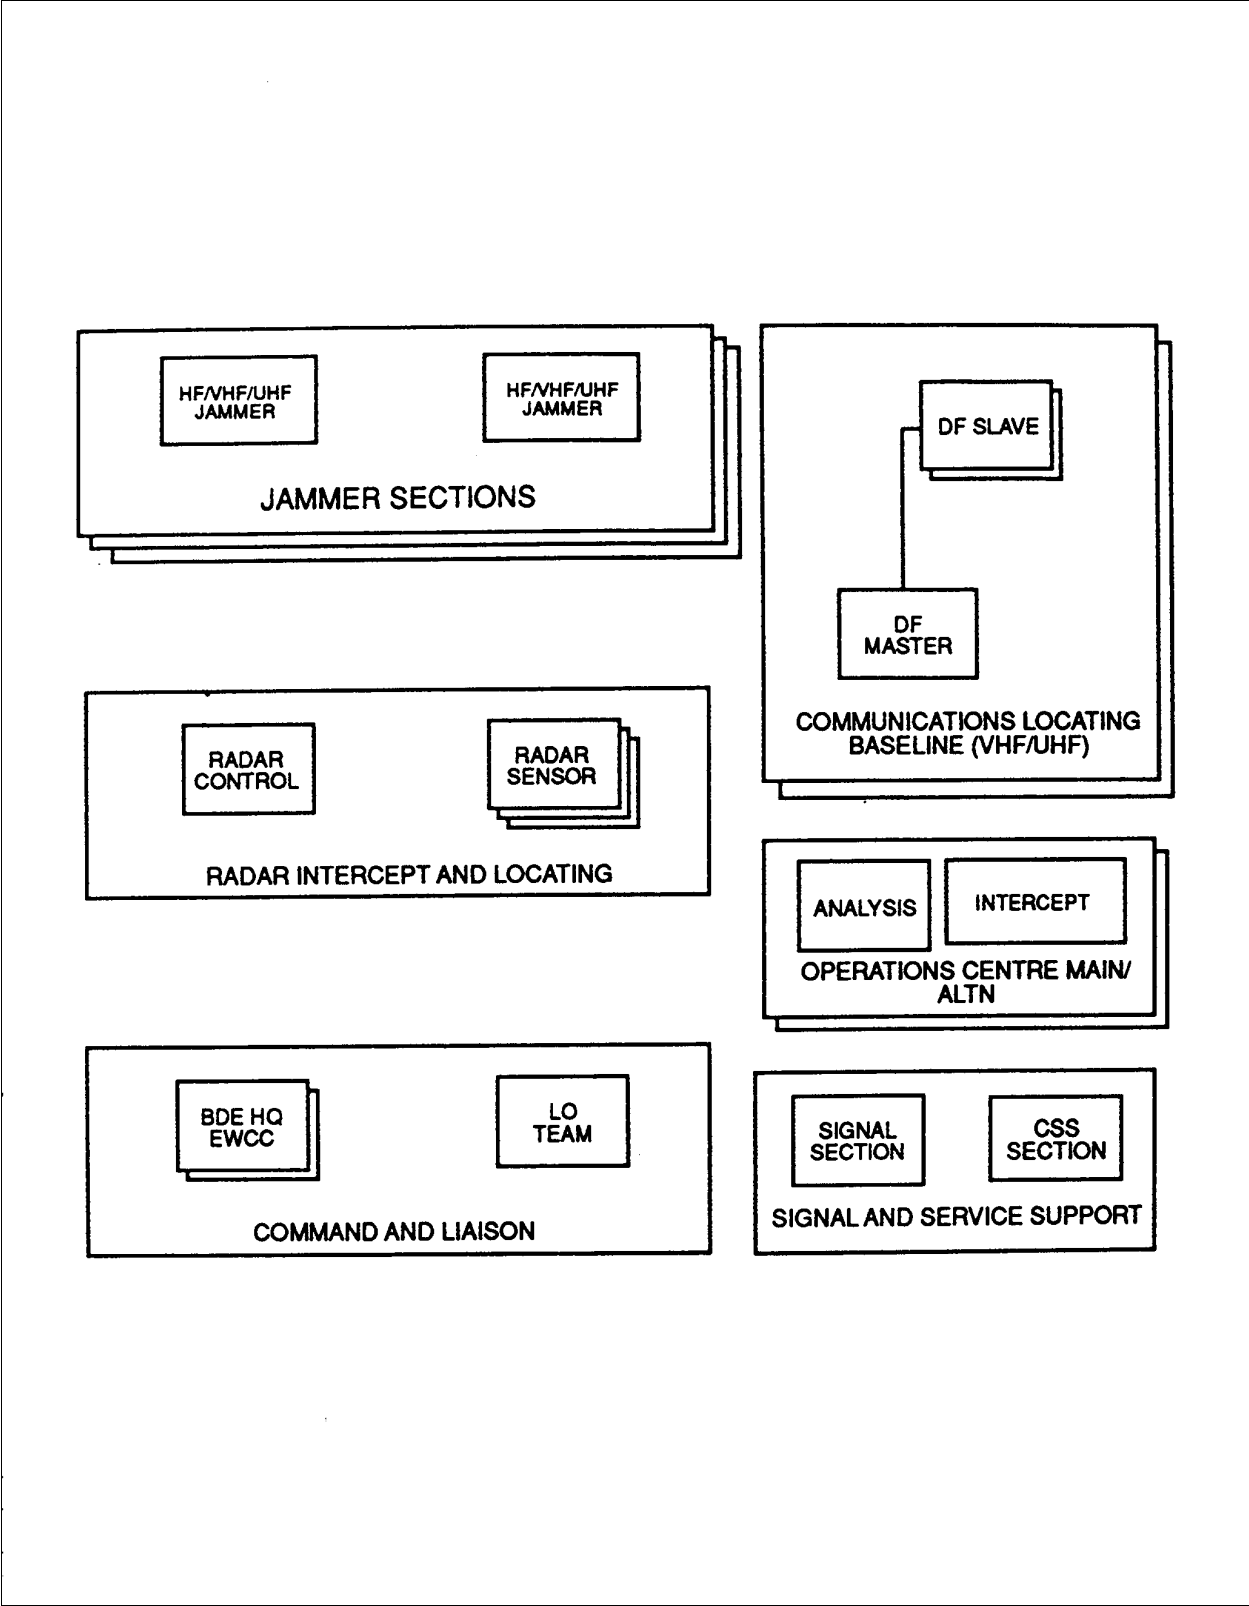 HF/VHF/UHF
JAMMER
HF/VHF/UHF
JAMMER
JAMMER SECTIONS
DF SLAVE
DF
MASTER
COMMUNICATIONS LOCATING
BASELINE (VHF/UHF)
RADAR
CONTROL
RADAR
SENSOR
RADAR INTERCEPT AND LOCATING
ANALYSIS
INTERCEPT
OPERATIONS CENTRE MAIN/
ALTN
BDE HQ
EWCC
LO
TEAM
COMMAND AND LIAISON
SIGNAL
SECTION
CSS
SECTION
SIGNAL AND SERVICE SUPPORT